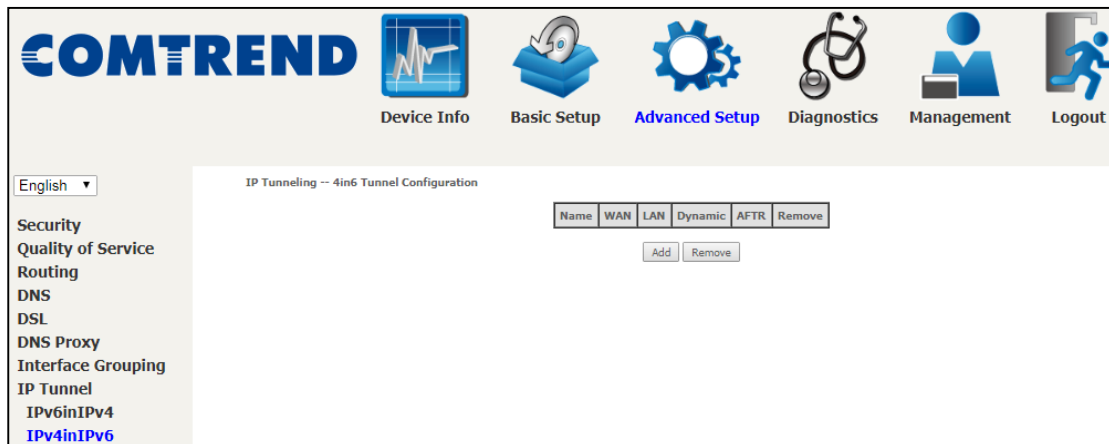 COMTREND
Device Info
Basic Setup
Advanced Setup
Diagnostics
Management
Logout
English
IP Tunneling -- 4in6 Tunnel Configuration
Name WAN LAN Dynamic AFTR Remove
Add Remove
Security
Quality of Service
Routing
DNS
DSL
DNS Proxy
Interface Grouping
IP Tunnel
IPv6inIPv4
IPv4inIPv6